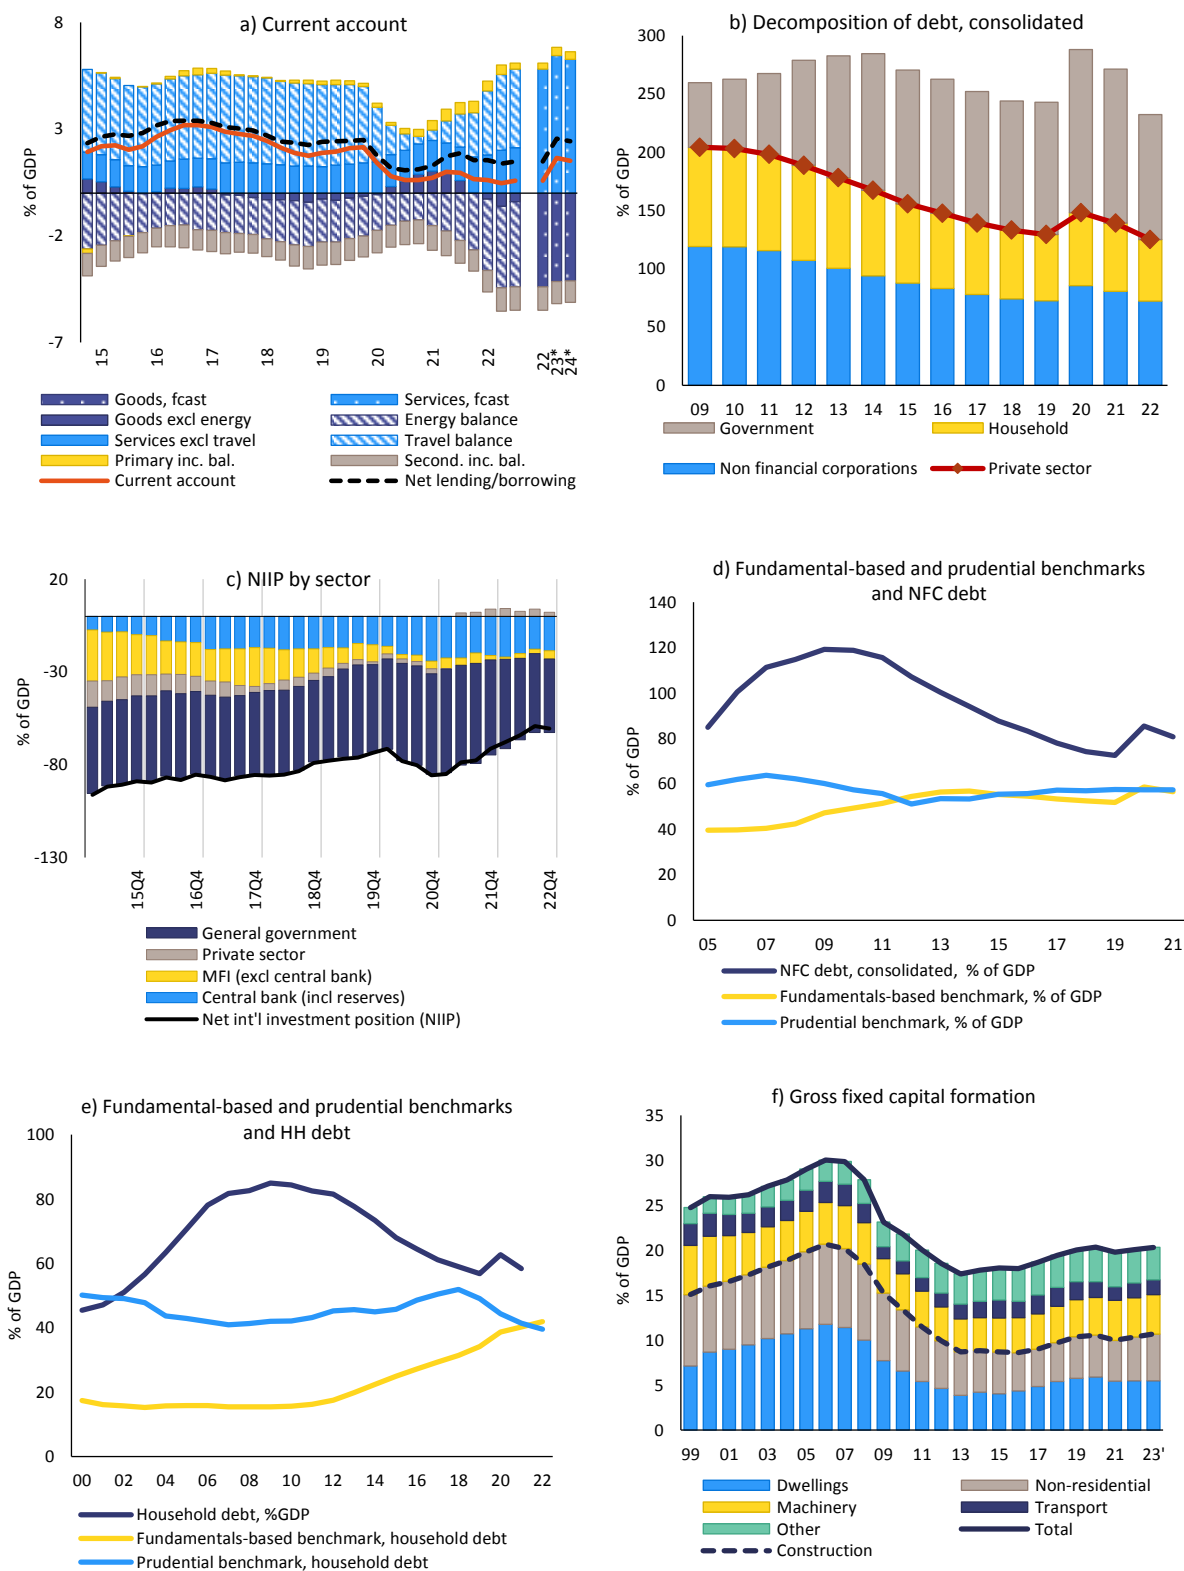 a) Current account
8
3
-2
-7
% of GDP
15 16 17 18 19 20 21 22 22 23* 24*
Goods, fcast
Services, fcast
Goods excl energy
Energy balance
Services excl travel
Travel balance
Primary inc. bal.
Second. inc. bal.
Current account
Net lending/borrowing
b) Decomposition of debt, consolidated
300
250
200
150
100
50
0
% of GDP
09 10 11 12 13 14 15 16 17 18 19 20 21 22
Government
Household
Non financial corporations
Private sector
c) NIIP by sector
20
-30
-80
-130
% of GDP
15Q4 16Q4 17Q4 18Q4 19Q4 20Q4 21Q4 22Q4
General government
Private sector
MFI (excl central bank)
Central bank (incl reserves)
Net int'l investment position (NIIP)
d) Fundamental-based and prudential benchmarks
and NFC debt
140
120
100
80
60
40
20
0
% of GDP
05 07 09 11 13 15 17 19 21
NFC debt, consolidated, % of GDP
Fundamentals-based benchmark, % of GDP
Prudential benchmark, % of GDP
e) Fundamental-based and prudential benchmarks
and HH debt
100
80
60
40
20
0
% of GDP
00 02 04 06 08 10 12 14 16 18 20 22
Household debt, %GDP
Fundamentals-based benchmark, household debt
Prudential benchmark, household debt
f) Gross fixed capital formation
35
30
25
20
15
10
5
0
% of GDP
99 01 03 05 07 09 11 13 15 17 19 21 23'
Dwellings
Non-residential
Machinery
Transport
Other
Total
Construction